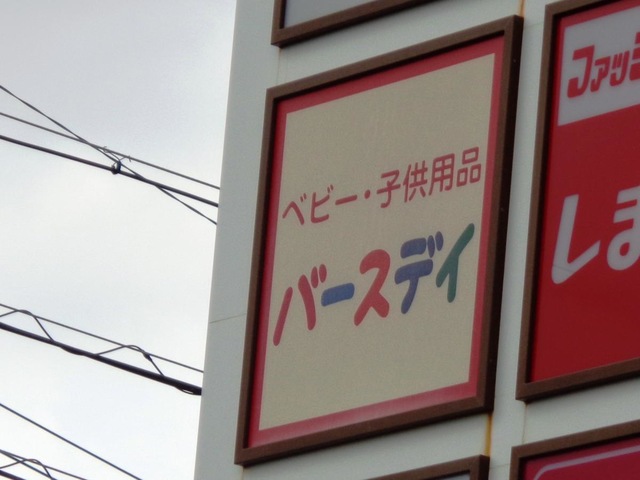 ベビー・子供用品
バースデイ
ファッシ
しま